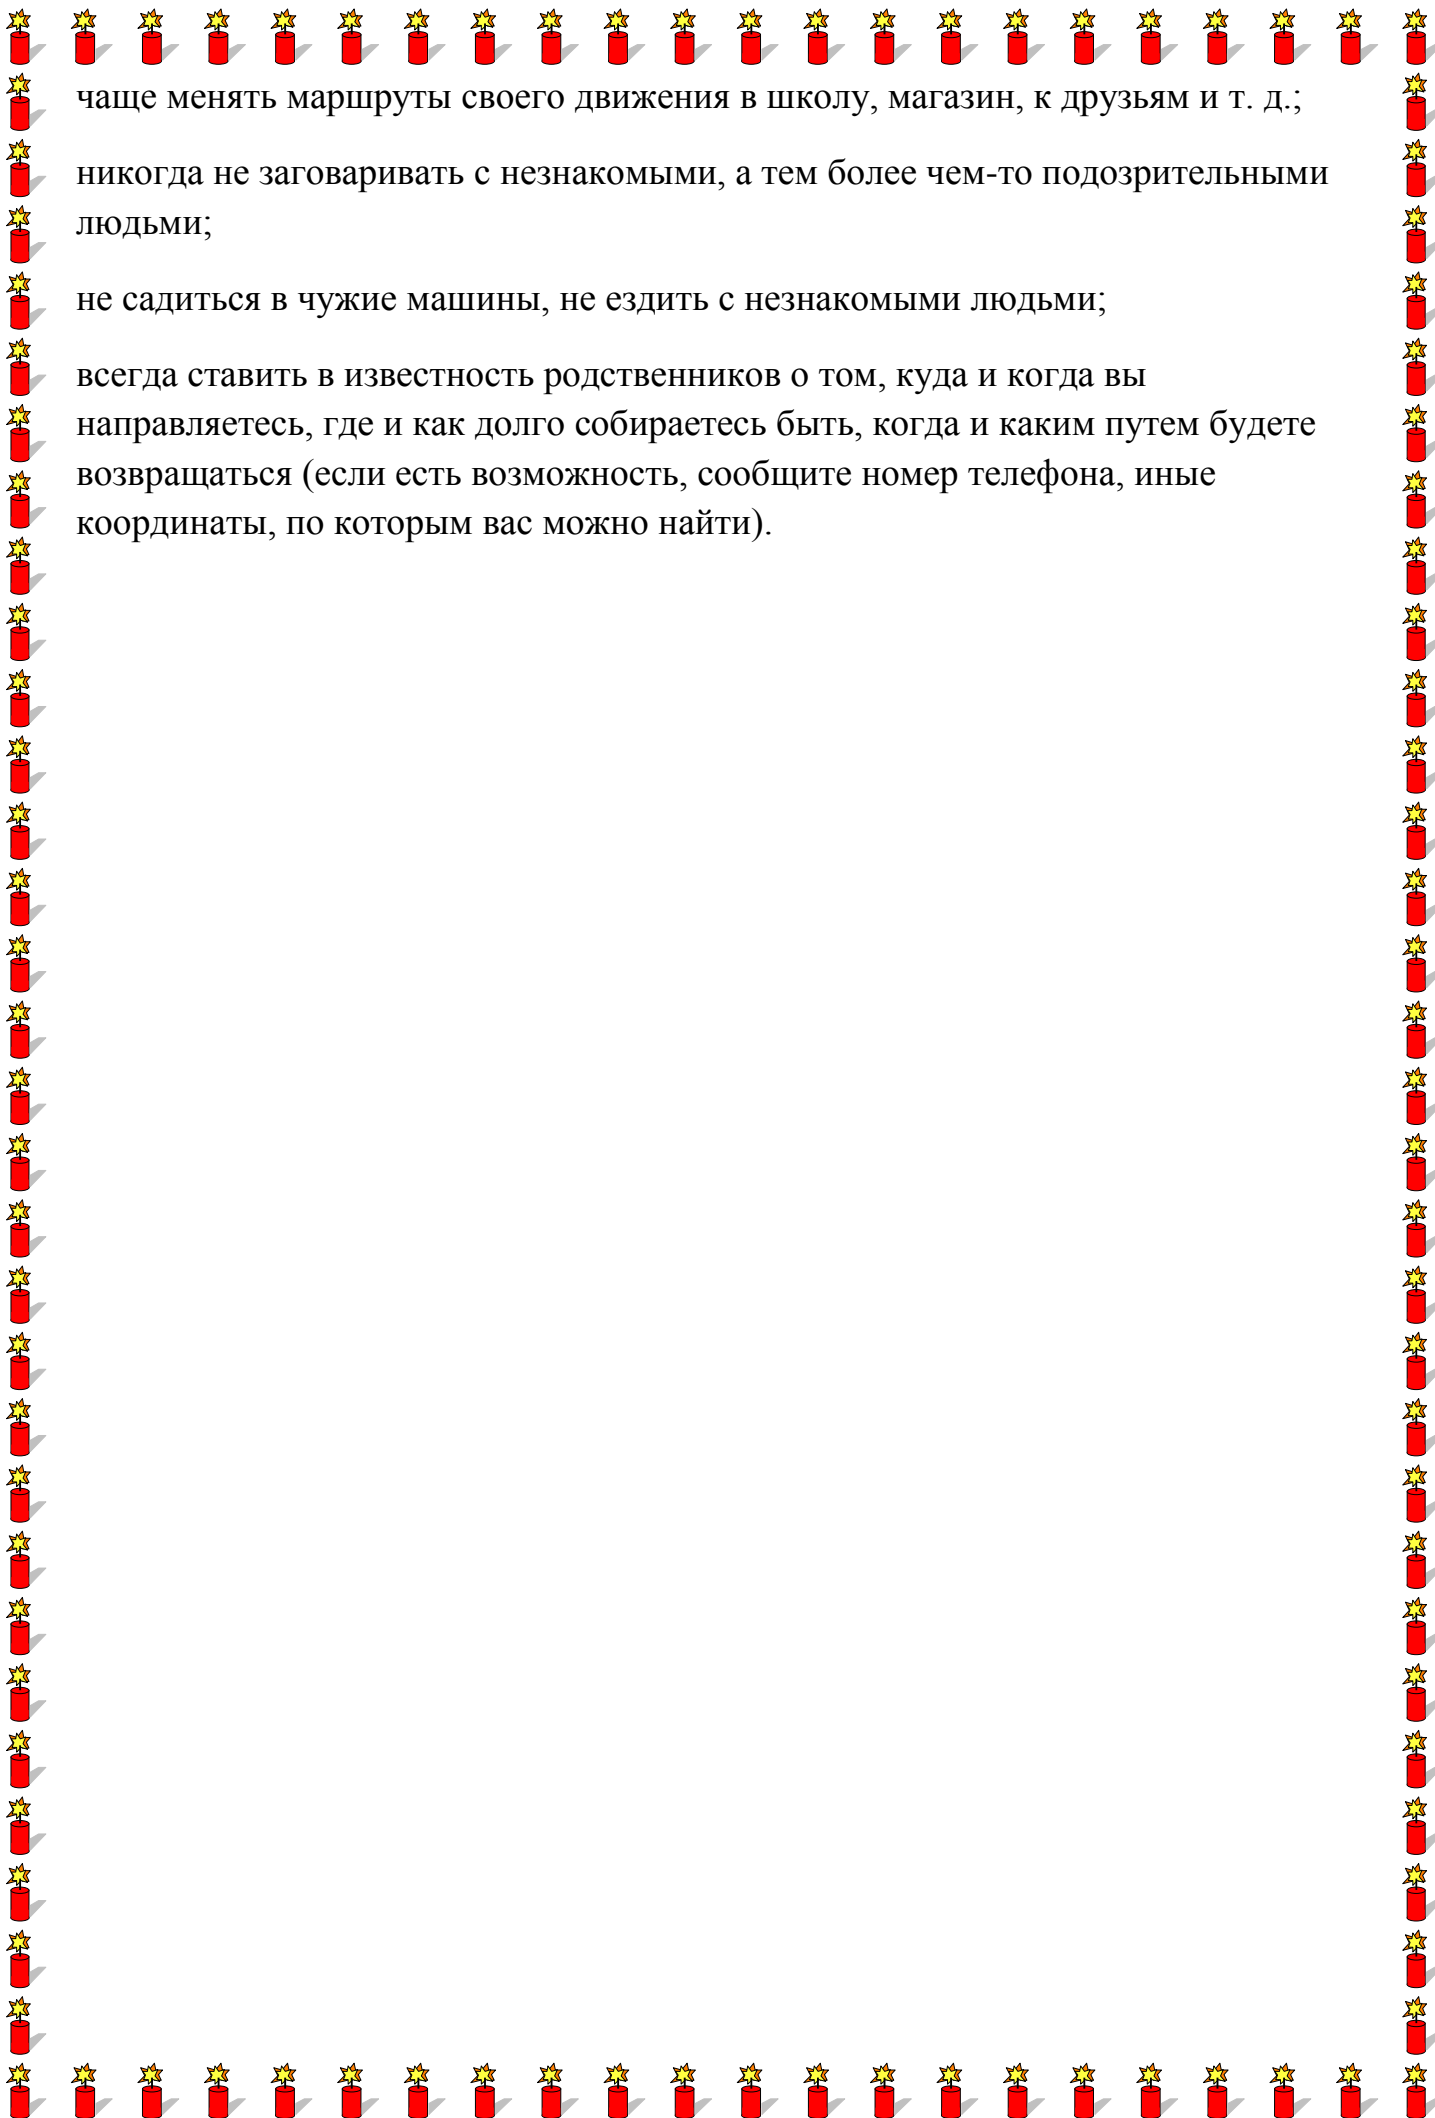 чаще менять маршруты своего движения в школу, магазин, к друзьям и т. д.;
никогда не заговаривать с незнакомыми, а тем более чем-то подозрительными
людьми;
не садиться в чужие машины, не ездить с незнакомыми людьми;
всегда ставить в известность родственников о том, куда и когда вы
направляетесь, где и как долго собираетесь быть, когда и каким путем будете
возвращаться (если есть возможность, сообщите номер телефона, иные
координаты, по которым вас можно найти).